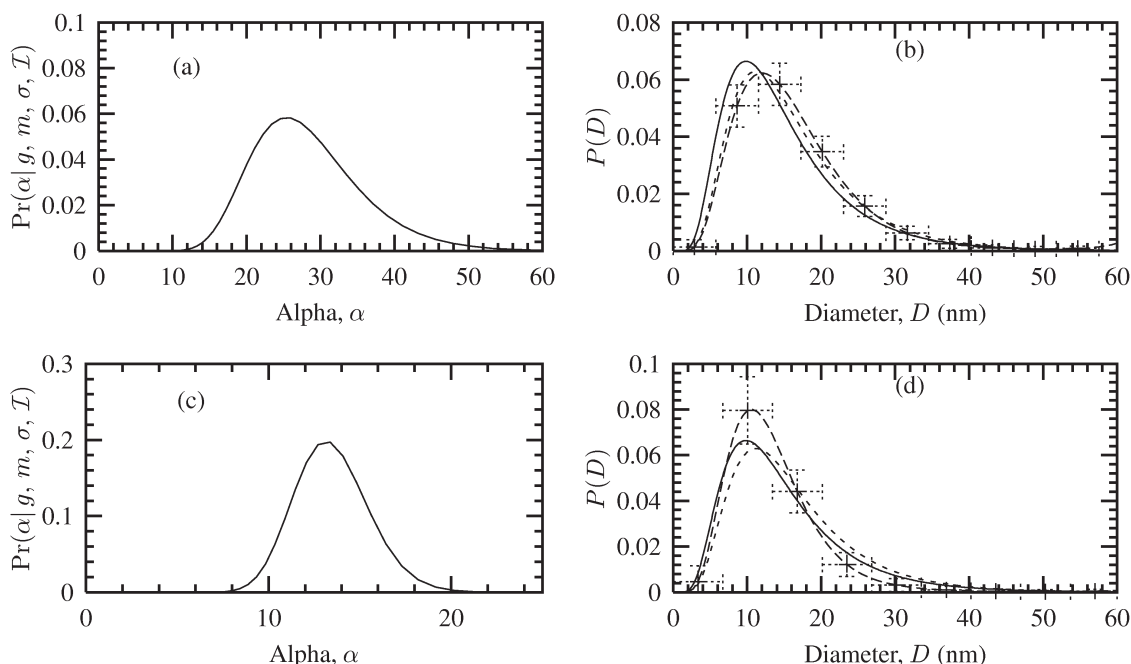 0.1
0.08
0.06
0.04
0.02
0
Pr(α| g, m, σ, ℐ)
(a)
0 10 20 30 40 50 60
Alpha, α
0.08
0.06
0.04
0.02
0
P(D)
(b)
0 10 20 30 40 50 60
Diameter, D (nm)
0.3
0.2
0.1
0
Pr(α| g, m, σ, ℐ)
(c)
0 10 20
Alpha, α
0.1
0.08
0.06
0.04
0.02
0
P(D)
(d)
0 10 20 30 40 50 60
Diameter, D (nm)